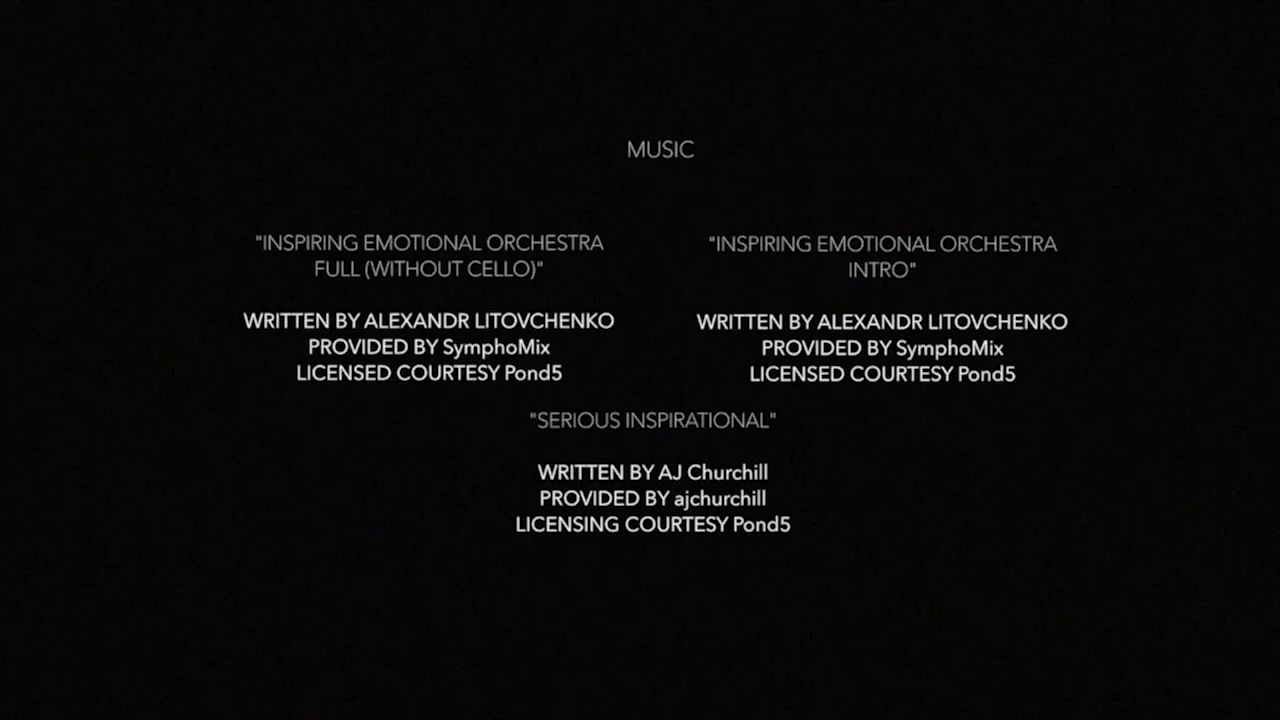 MUSIC
"INSPIRING EMOTIONAL ORCHESTRA
FULL (WITHOUT CELLO)"
WRITTEN BY ALEXANDR LITOVCHENKO
PROVIDED BY SymphoMix
LICENSED COURTESY Pond5
"INSPIRING EMOTIONAL ORCHESTRA
INTRO"
WRITTEN BY ALEXANDR LITOVCHENKO
PROVIDED BY SymphoMix
LICENSED COURTESY Pond5
"SERIOUS INSPIRATIONAL"
WRITTEN BY AJ Churchill
PROVIDED BY ajchurchill
LICENSING COURTESY Pond5